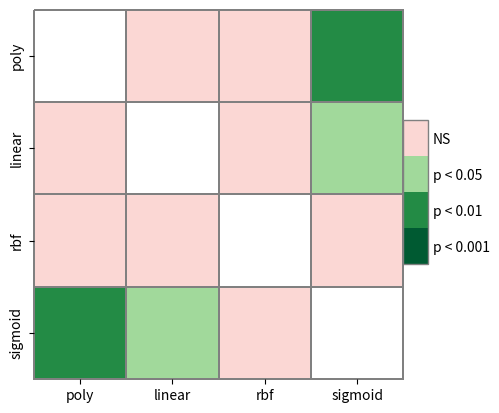 poly
linear
rbf
sigmoid
NS
p < 0.05
p < 0.01
p < 0.001
poly linear rbf sigmoid